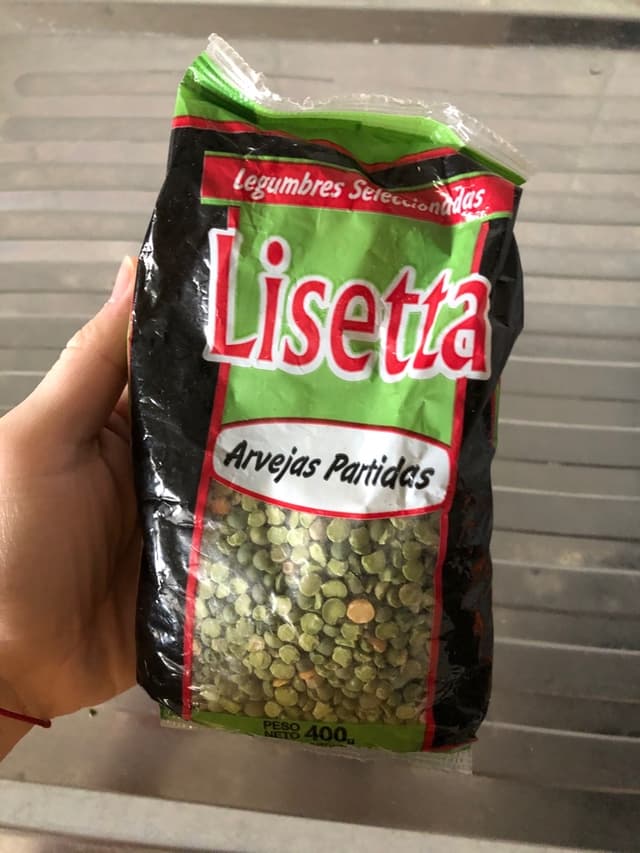 Legumbres Seleccionadas
Lisetta
Arvejas Partidas
PESO
NETO 400g